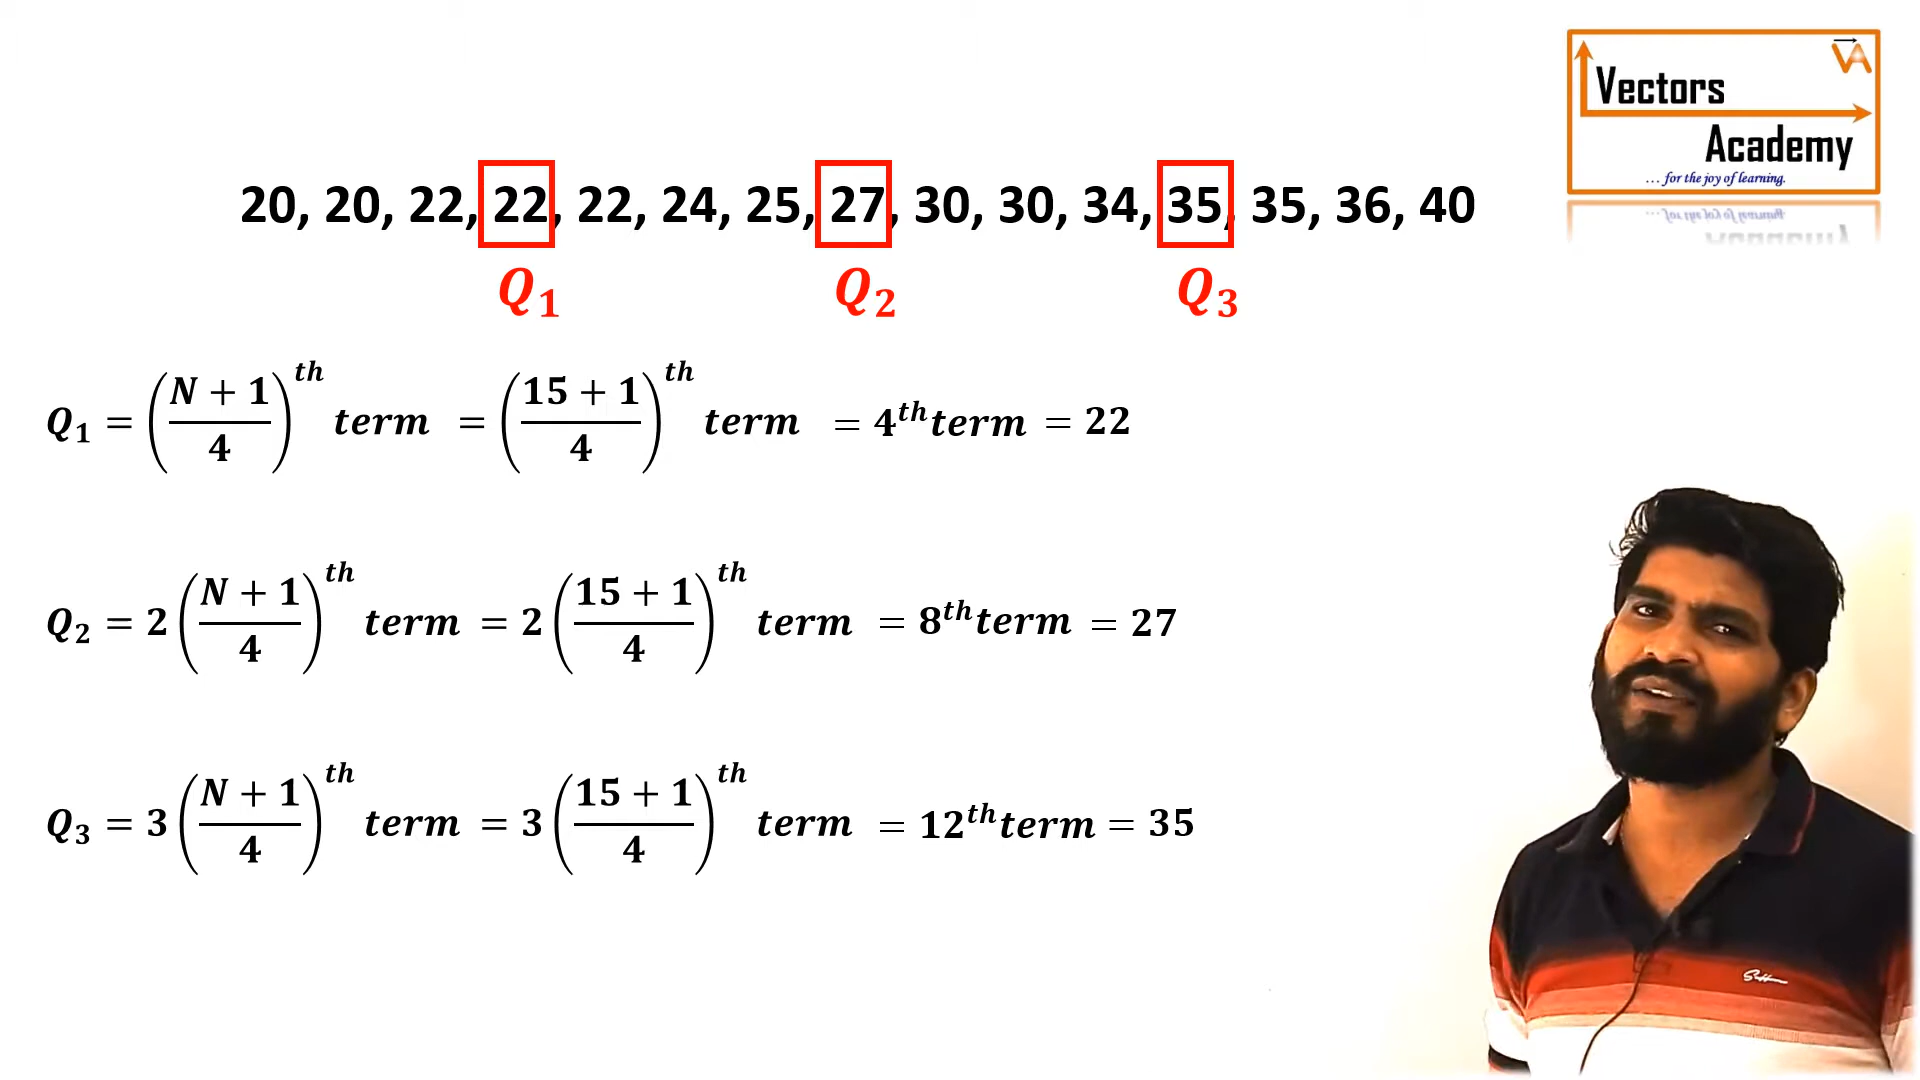 VA
Vectors
Academy
... for the joy of learning.
20, 20, 22, 22, 22, 24, 25, 27, 30, 30, 34, 35, 35, 36, 40
Q₁ Q₂ Q₃
Q₁ = ((N + 1)/4)ᵗʰ term = ((15 + 1)/4)ᵗʰ term = 4ᵗʰ term = 22
Q₂ = 2 ((N + 1)/4)ᵗʰ term = 2 ((15 + 1)/4)ᵗʰ term = 8ᵗʰ term = 27
Q₃ = 3 ((N + 1)/4)ᵗʰ term = 3 ((15 + 1)/4)ᵗʰ term = 12ᵗʰ term = 35